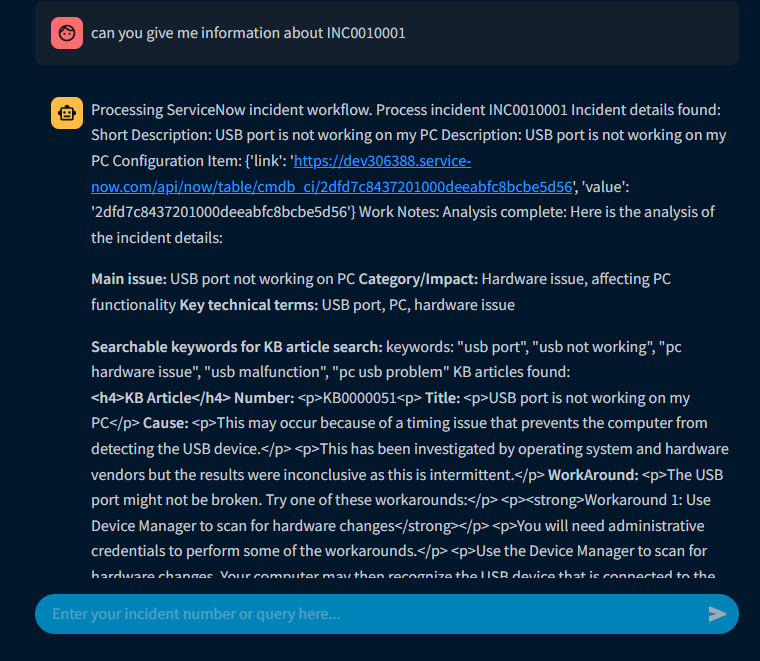 can you give me information about INC0010001
Processing ServiceNow incident workflow. Process incident INC0010001 Incident details found:
Short Description: USB port is not working on my PC Description: USB port is not working on my
PC Configuration Item: {'link': 'https://dev306388.service-
now.com/api/now/table/cmdb_ci/2dfd7c8437201000deeabfc8bcbe5d56', 'value':
'2dfd7c8437201000deeabfc8bcbe5d56'} Work Notes: Analysis complete: Here is the analysis of
the incident details:
Main issue: USB port not working on PC Category/Impact: Hardware issue, affecting PC
functionality Key technical terms: USB port, PC, hardware issue
Searchable keywords for KB article search: keywords: "usb port", "usb not working", "pc
hardware issue", "usb malfunction", "pc usb problem" KB articles found:
<h4>KB Article</h4> Number: <p>KB0000051<p> Title: <p>USB port is not working on my
PC</p> Cause: <p>This may occur because of a timing issue that prevents the computer from
detecting the USB device.</p> <p>This has been investigated by operating system and hardware
vendors but the results were inconclusive as this is intermittent.</p> WorkAround: <p>The USB
port might not be broken. Try one of these workarounds:</p> <p><strong>Workaround 1: Use
Device Manager to scan for hardware changes</strong></p> <p>You will need administrative
credentials to perform some of the workarounds.</p> <p>Use the Device Manager to scan for
hardware changes. Your computer may then recognize the USB device that is connected to the
Enter your incident number or query here...